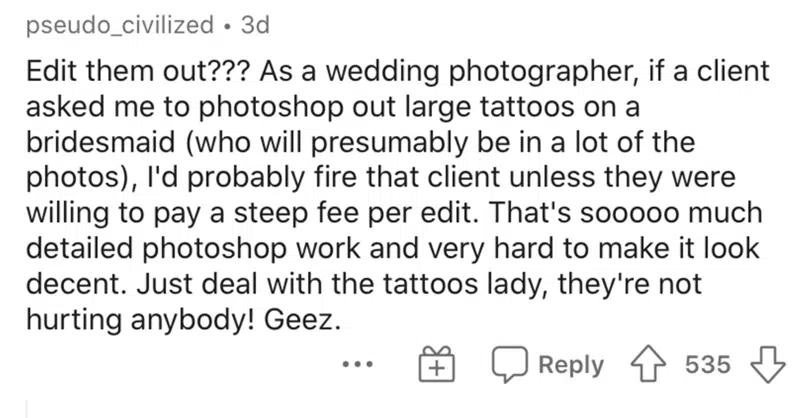 pseudo_civilized • 3d
Edit them out??? As a wedding photographer, if a client
asked me to photoshop out large tattoos on a
bridesmaid (who will presumably be in a lot of the
photos), I'd probably fire that client unless they were
willing to pay a steep fee per edit. That's sooooo much
detailed photoshop work and very hard to make it look
decent. Just deal with the tattoos lady, they're not
hurting anybody! Geez.
••• Reply 535